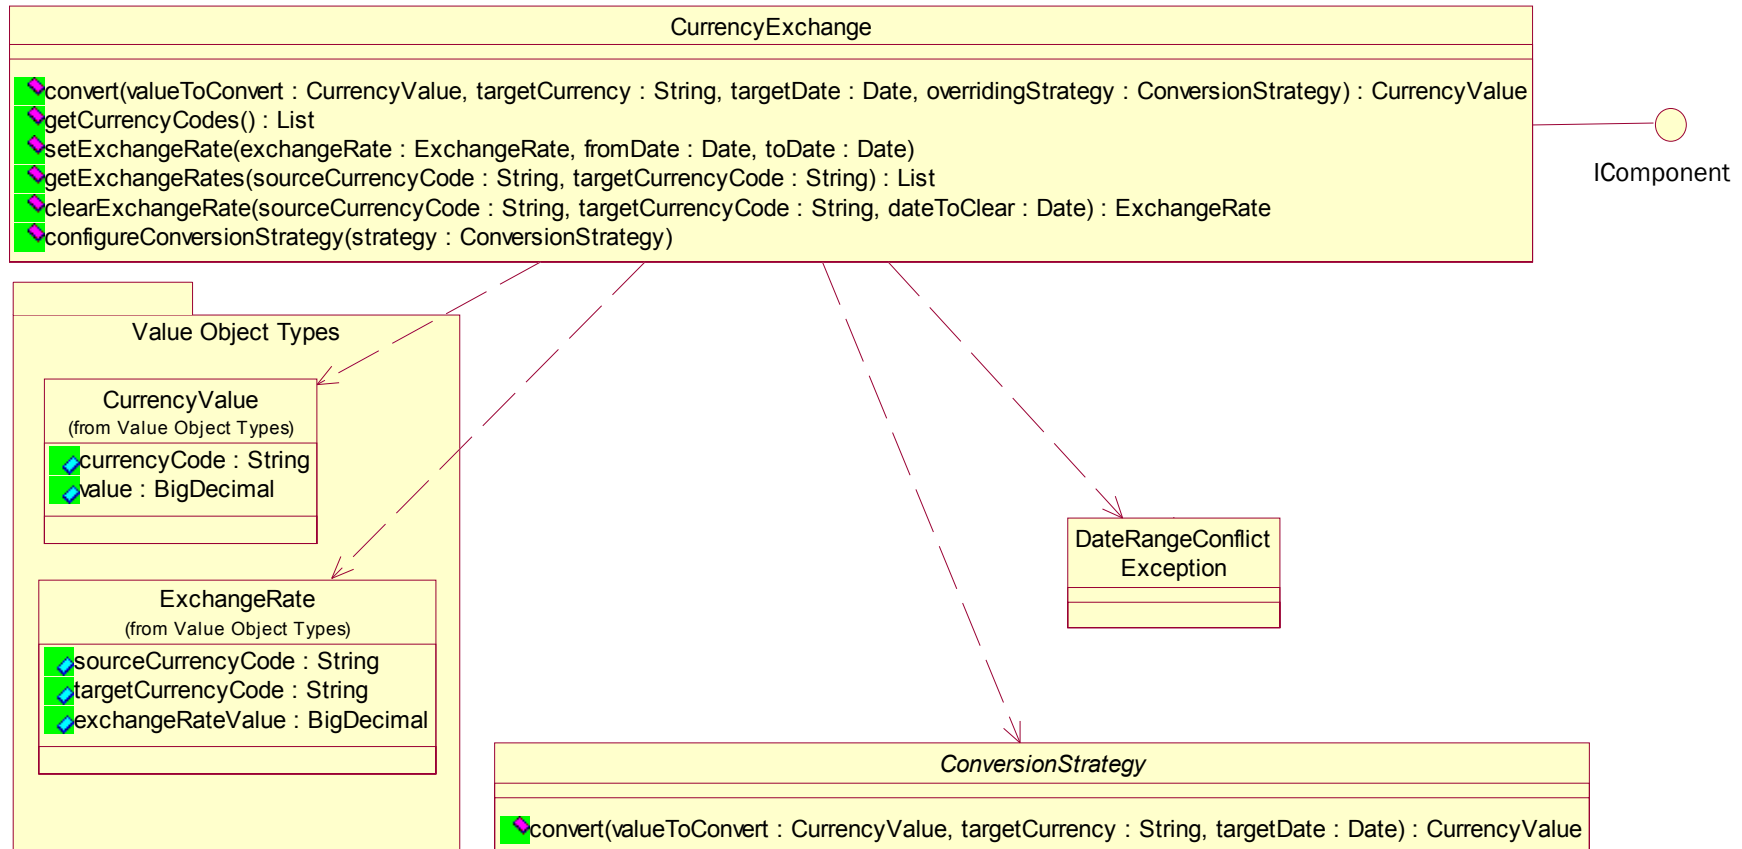 CurrencyExchange
convert(valueToConvert : CurrencyValue, targetCurrency : String, targetDate : Date, overridingStrategy : ConversionStrategy) : CurrencyValue
getCurrencyCodes() : List
setExchangeRate(exchangeRate : ExchangeRate, fromDate : Date, toDate : Date)
getExchangeRates(sourceCurrencyCode : String, targetCurrencyCode : String) : List
clearExchangeRate(sourceCurrencyCode : String, targetCurrencyCode : String, dateToClear : Date) : ExchangeRate
configureConversionStrategy(strategy : ConversionStrategy)
IComponent
Value Object Types
CurrencyValue
(from Value Object Types)
currencyCode : String
value : BigDecimal
ExchangeRate
(from Value Object Types)
sourceCurrencyCode : String
targetCurrencyCode : String
exchangeRateValue : BigDecimal
DateRangeConflict
Exception
ConversionStrategy
convert(valueToConvert : CurrencyValue, targetCurrency : String, targetDate : Date) : CurrencyValue